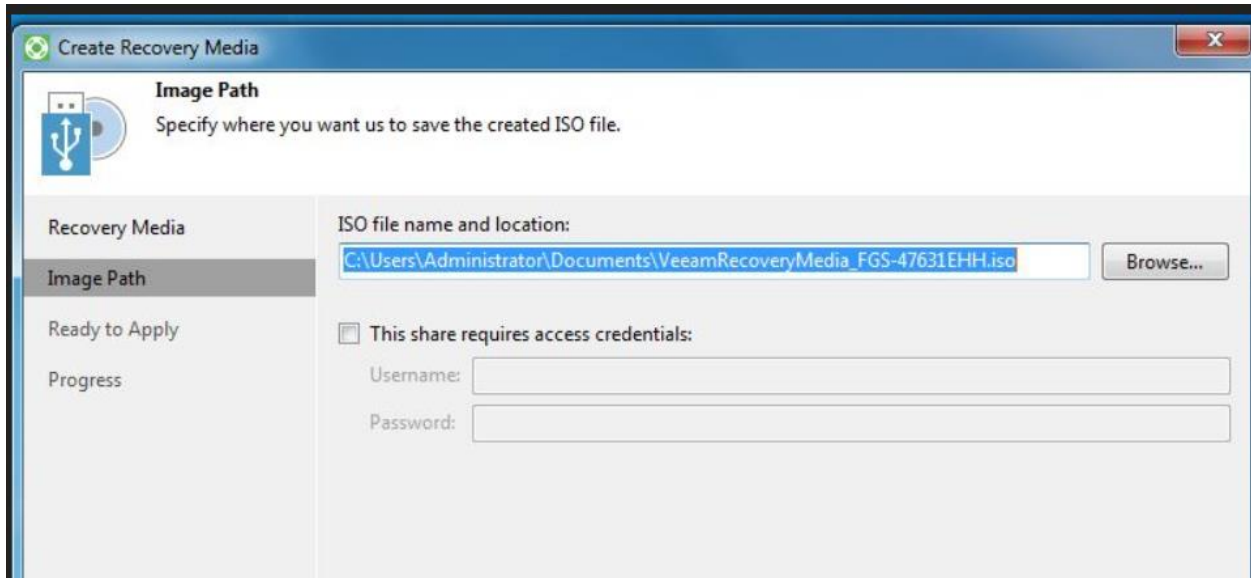 Create Recovery Media
Image Path
Specify where you want us to save the created ISO file.
Recovery Media
Image Path
Ready to Apply
Progress
ISO file name and location:
C:\Users\Administrator\Documents\VeeamRecoveryMedia_FGS-47631EHH.iso
Browse...
This share requires access credentials:
Username:
Password: